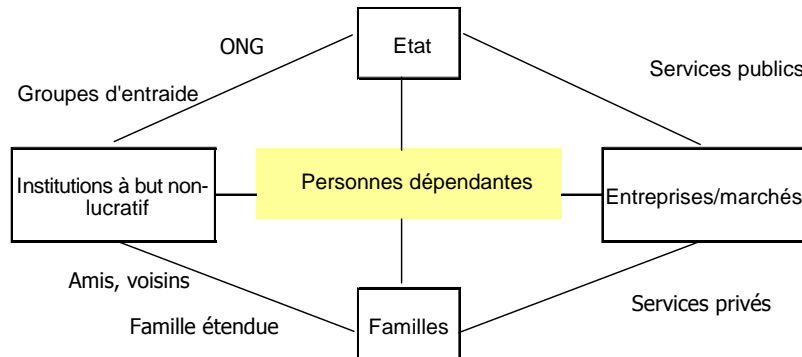 ONG
Etat
Services publics
Groupes d'entraide
Institutions à but non-
lucratif
Personnes dépendantes
Entreprises/marchés
Amis, voisins
Services privés
Famille étendue
Familles